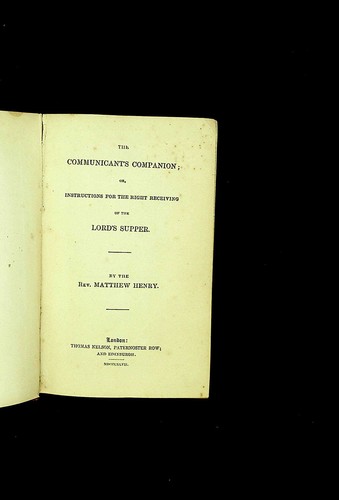 THE
COMMUNICANT'S COMPANION;
OR,
INSTRUCTIONS FOR THE RIGHT RECEIVING
OF THE
LORD'S SUPPER.
BY THE
REV. MATTHEW HENRY.
London:
THOMAS NELSON, PATERNOSTER ROW;
AND EDINBURGH.